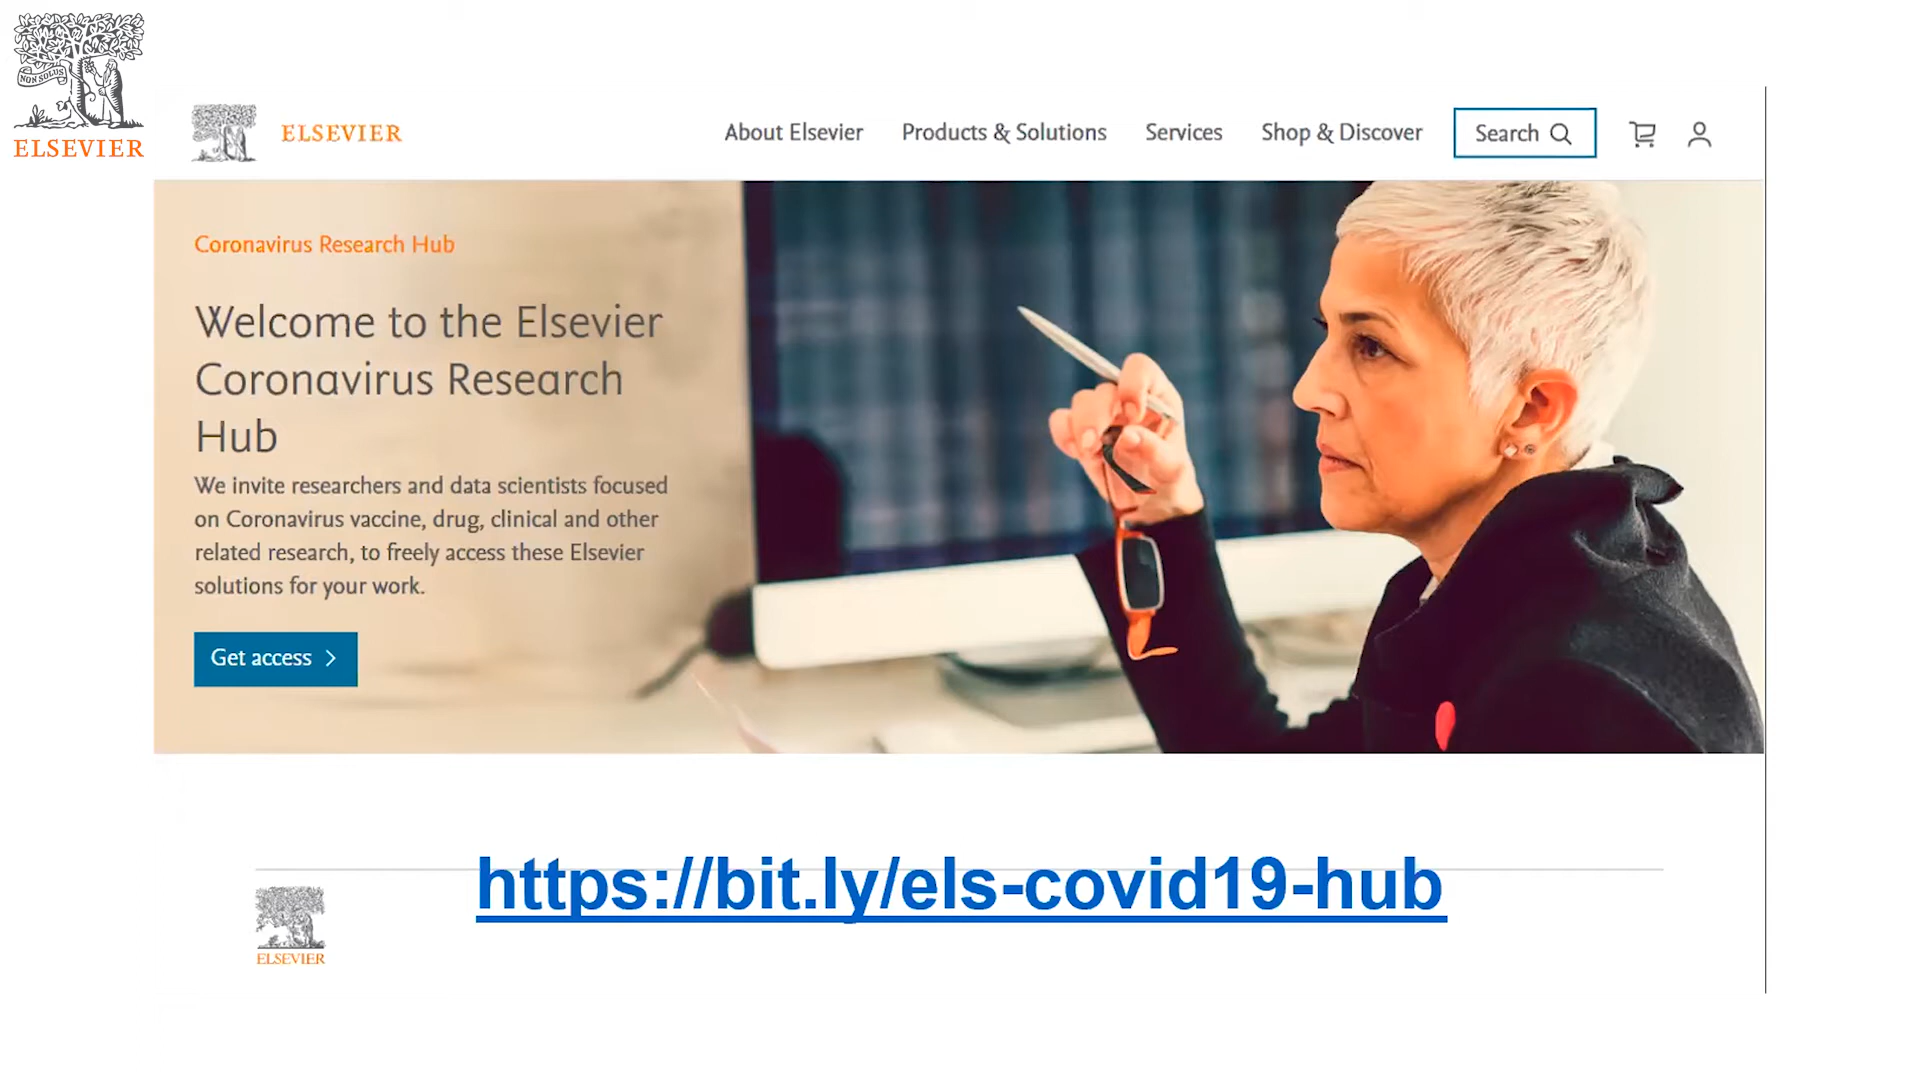 NON SOLUS
ELSEVIER
ELSEVIER
About Elsevier
Products & Solutions
Services
Shop & Discover
Search
Coronavirus Research Hub
Welcome to the Elsevier
Coronavirus Research
Hub
We invite researchers and data scientists focused
on Coronavirus vaccine, drug, clinical and other
related research, to freely access these Elsevier
solutions for your work.
Get access
https://bit.ly/els-covid19-hub
ELSEVIER